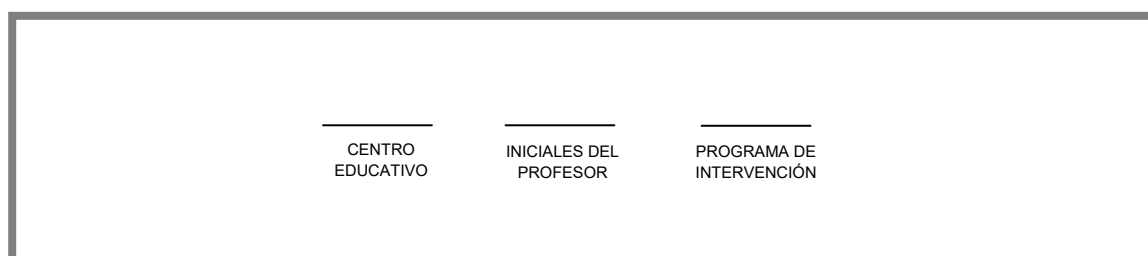 CENTRO
EDUCATIVO
INICIALES DEL
PROFESOR
PROGRAMA DE
INTERVENCIÓN